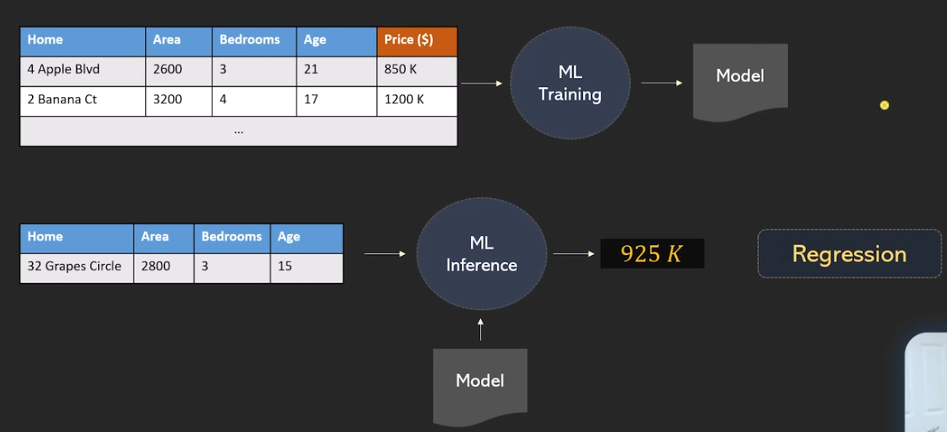 Home Area Bedrooms Age Price ($)
4 Apple Blvd 2600 3 21 850 K
2 Banana Ct 3200 4 17 1200 K
...
ML
Training
Model
Home Area Bedrooms Age
32 Grapes Circle 2800 3 15
ML
Inference
925 K
Regression
Model